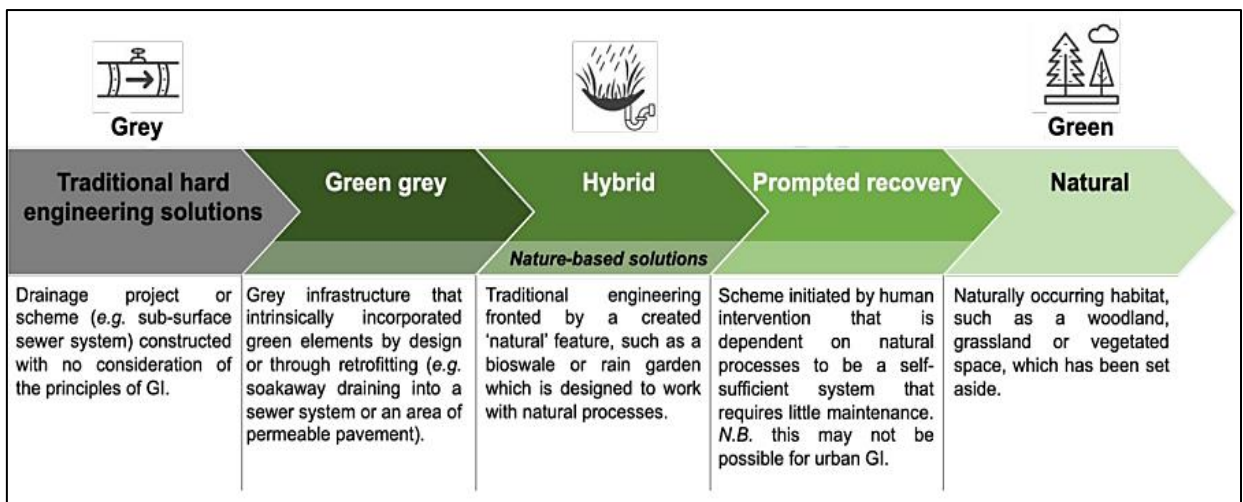 Grey
Green
Traditional hard
engineering solutions
Green grey
Hybrid
Prompted recovery
Natural
Nature-based solutions
Drainage project or
scheme (e.g. sub-surface
sewer system) constructed
with no consideration of
the principles of GI.
Grey infrastructure that
intrinsically incorporated
green elements by design
or through retrofitting (e.g.
soakaway draining into a
sewer system or an area of
permeable pavement).
Traditional engineering
fronted by a created
'natural' feature, such as a
bioswale or rain garden
which is designed to work
with natural processes.
Scheme initiated by human
intervention that is
dependent on natural
processes to be a self-
sufficient system that
requires little maintenance.
N.B. this may not be
possible for urban GI.
Naturally occurring habitat,
such as a woodland,
grassland or vegetated
space, which has been set
aside.